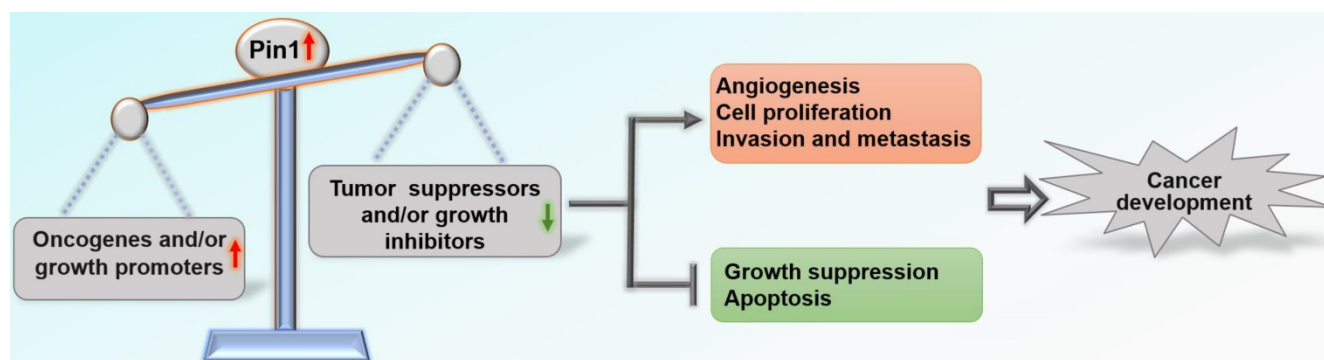 Pin1
Oncogenes and/or
growth promoters
Tumor suppressors
and/or growth
inhibitors
Angiogenesis
Cell proliferation
Invasion and metastasis
Growth suppression
Apoptosis
Cancer
development